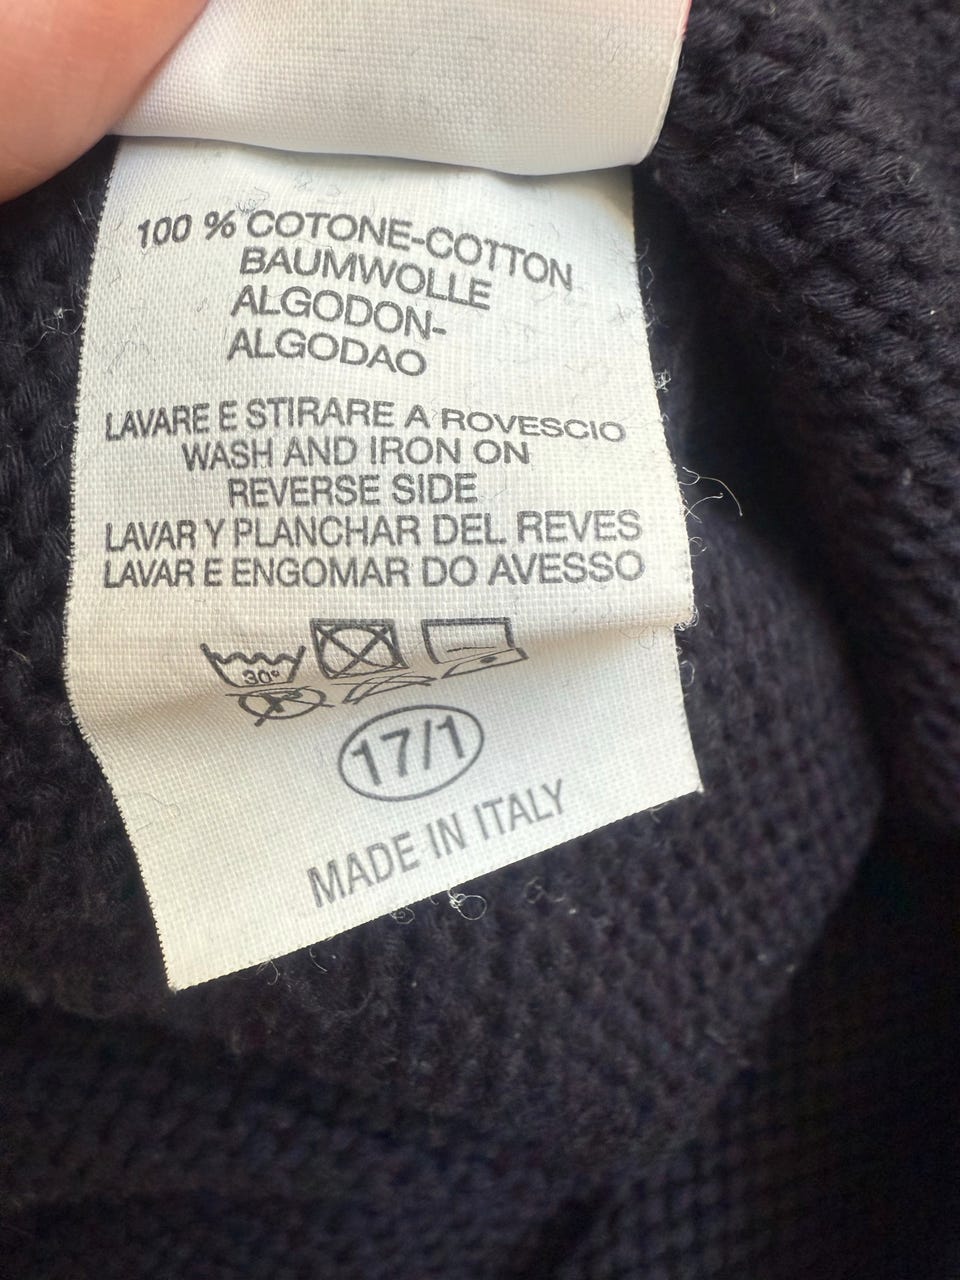 100 % COTONE-COTTON
BAUMWOLLE
ALGODON-
ALGODAO
LAVARE E STIRARE A ROVESCIO
WASH AND IRON ON
REVERSE SIDE
LAVAR Y PLANCHAR DEL REVES
LAVAR E ENGOMAR DO AVESSO
30°
17/1
MADE IN ITALY